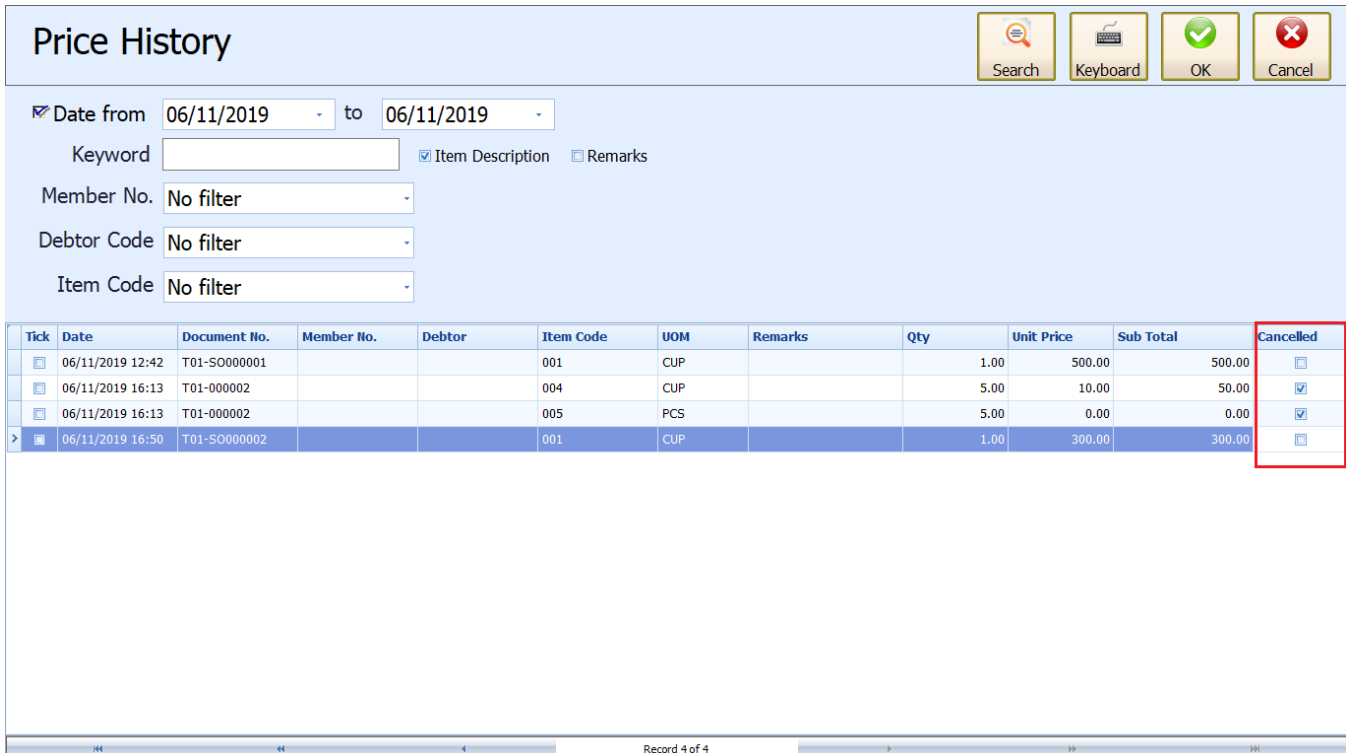 Price History
Search Keyboard OK Cancel
Date from 06/11/2019 to 06/11/2019
Keyword Item Description Remarks
Member No. No filter
Debtor Code No filter
Item Code No filter
Tick Date Document No. Member No. Debtor Item Code UOM Remarks Qty Unit Price Sub Total Cancelled
06/11/2019 12:42 T01-SO000001 001 CUP 1.00 500.00 500.00
06/11/2019 16:13 T01-000002 004 CUP 5.00 10.00 50.00
06/11/2019 16:13 T01-000002 005 PCS 5.00 0.00 0.00
06/11/2019 16:50 T01-SO000002 001 CUP 1.00 300.00 300.00
Record 4 of 4